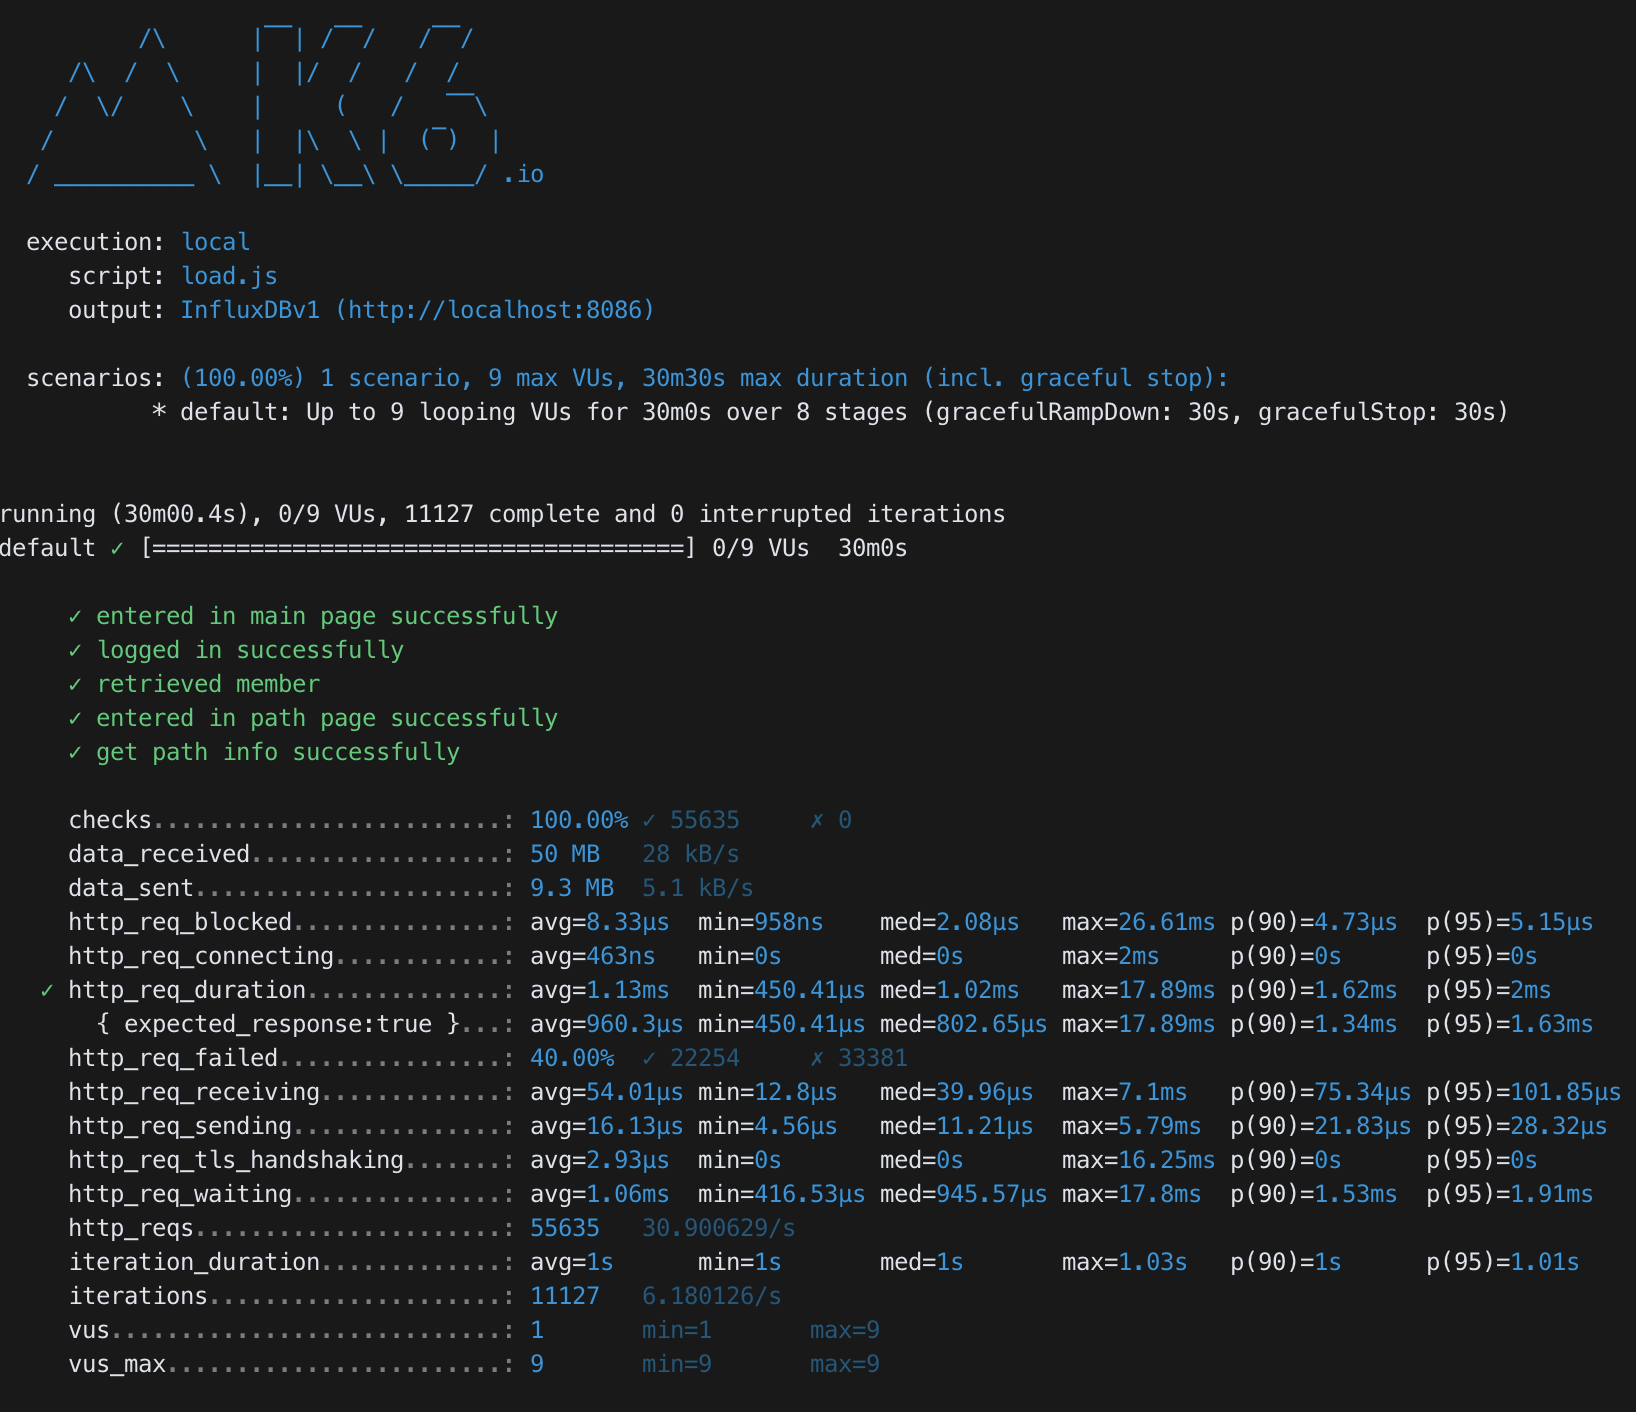 /\      |‾‾| /‾‾/   /‾‾/
     /\  /  \     |  |/  /   /  /
    /  \/    \    |     (   /   ‾‾\
   /          \   |  |\  \ |  (‾)  |
  / __________ \  |__| \__\ \_____/ .io
execution: local
script: load.js
output: InfluxDBv1 (http://localhost:8086)
scenarios: (100.00%) 1 scenario, 9 max VUs, 30m30s max duration (incl. graceful stop):
* default: Up to 9 looping VUs for 30m0s over 8 stages (gracefulRampDown: 30s, gracefulStop: 30s)
running (30m00.4s), 0/9 VUs, 11127 complete and 0 interrupted iterations
default ✓ [======================================] 0/9 VUs  30m0s
✓ entered in main page successfully
✓ logged in successfully
✓ retrieved member
✓ entered in path page successfully
✓ get path info successfully
checks.........................: 100.00% ✓ 55635     ✗ 0
data_received..................: 50 MB   28 kB/s
data_sent......................: 9.3 MB  5.1 kB/s
http_req_blocked...............: avg=8.33µs  min=958ns    med=2.08µs   max=26.61ms p(90)=4.73µs  p(95)=5.15µs
http_req_connecting............: avg=463ns   min=0s       med=0s       max=2ms     p(90)=0s      p(95)=0s
✓ http_req_duration..............: avg=1.13ms  min=450.41µs med=1.02ms   max=17.89ms p(90)=1.62ms  p(95)=2ms
{ expected_response:true }...: avg=960.3µs min=450.41µs med=802.65µs max=17.89ms p(90)=1.34ms  p(95)=1.63ms
http_req_failed................: 40.00%  ✓ 22254     ✗ 33381
http_req_receiving.............: avg=54.01µs min=12.8µs   med=39.96µs  max=7.1ms   p(90)=75.34µs p(95)=101.85µs
http_req_sending...............: avg=16.13µs min=4.56µs   med=11.21µs  max=5.79ms  p(90)=21.83µs p(95)=28.32µs
http_req_tls_handshaking.......: avg=2.93µs  min=0s       med=0s       max=16.25ms p(90)=0s      p(95)=0s
http_req_waiting...............: avg=1.06ms  min=416.53µs med=945.57µs max=17.8ms  p(90)=1.53ms  p(95)=1.91ms
http_reqs......................: 55635   30.900629/s
iteration_duration.............: avg=1s      min=1s       med=1s       max=1.03s   p(90)=1s      p(95)=1.01s
iterations.....................: 11127   6.180126/s
vus............................: 1       min=1       max=9
vus_max........................: 9       min=9       max=9